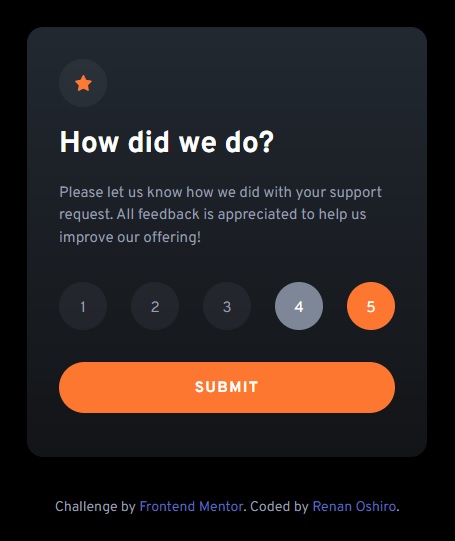 How did we do?
Please let us know how we did with your support
request. All feedback is appreciated to help us
improve our offering!
1 2 3 4 5
SUBMIT
Challenge by Frontend Mentor. Coded by Renan Oshiro.